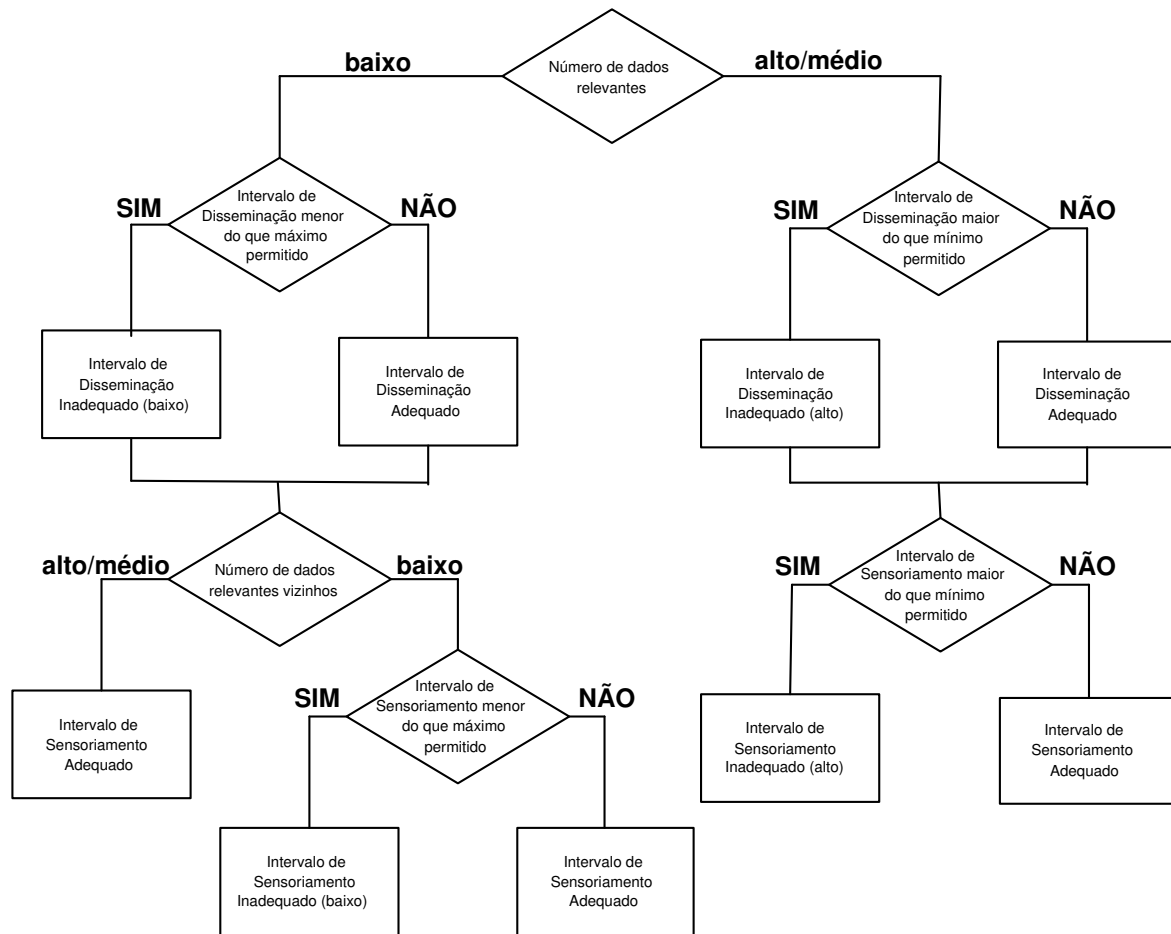 baixo
Número de dados
relevantes
alto/médio
SIM
Intervalo de
Disseminação menor
do que máximo
permitido
NÃO
SIM
Intervalo de
Disseminação maior
do que mínimo
permitido
NÃO
Intervalo de
Disseminação
Inadequado (baixo)
Intervalo de
Disseminação
Adequado
Intervalo de
Disseminação
Inadequado (alto)
Intervalo de
Disseminação
Adequado
alto/médio
Número de dados
relevantes vizinhos
baixo
SIM
Intervalo de
Sensoriamento maior
do que mínimo
permitido
NÃO
Intervalo de
Sensoriamento
Adequado
SIM
Intervalo de
Sensoriamento menor
do que máximo
permitido
NÃO
Intervalo de
Sensoriamento
Inadequado (alto)
Intervalo de
Sensoriamento
Adequado
Intervalo de
Sensoriamento
Inadequado (baixo)
Intervalo de
Sensoriamento
Adequado